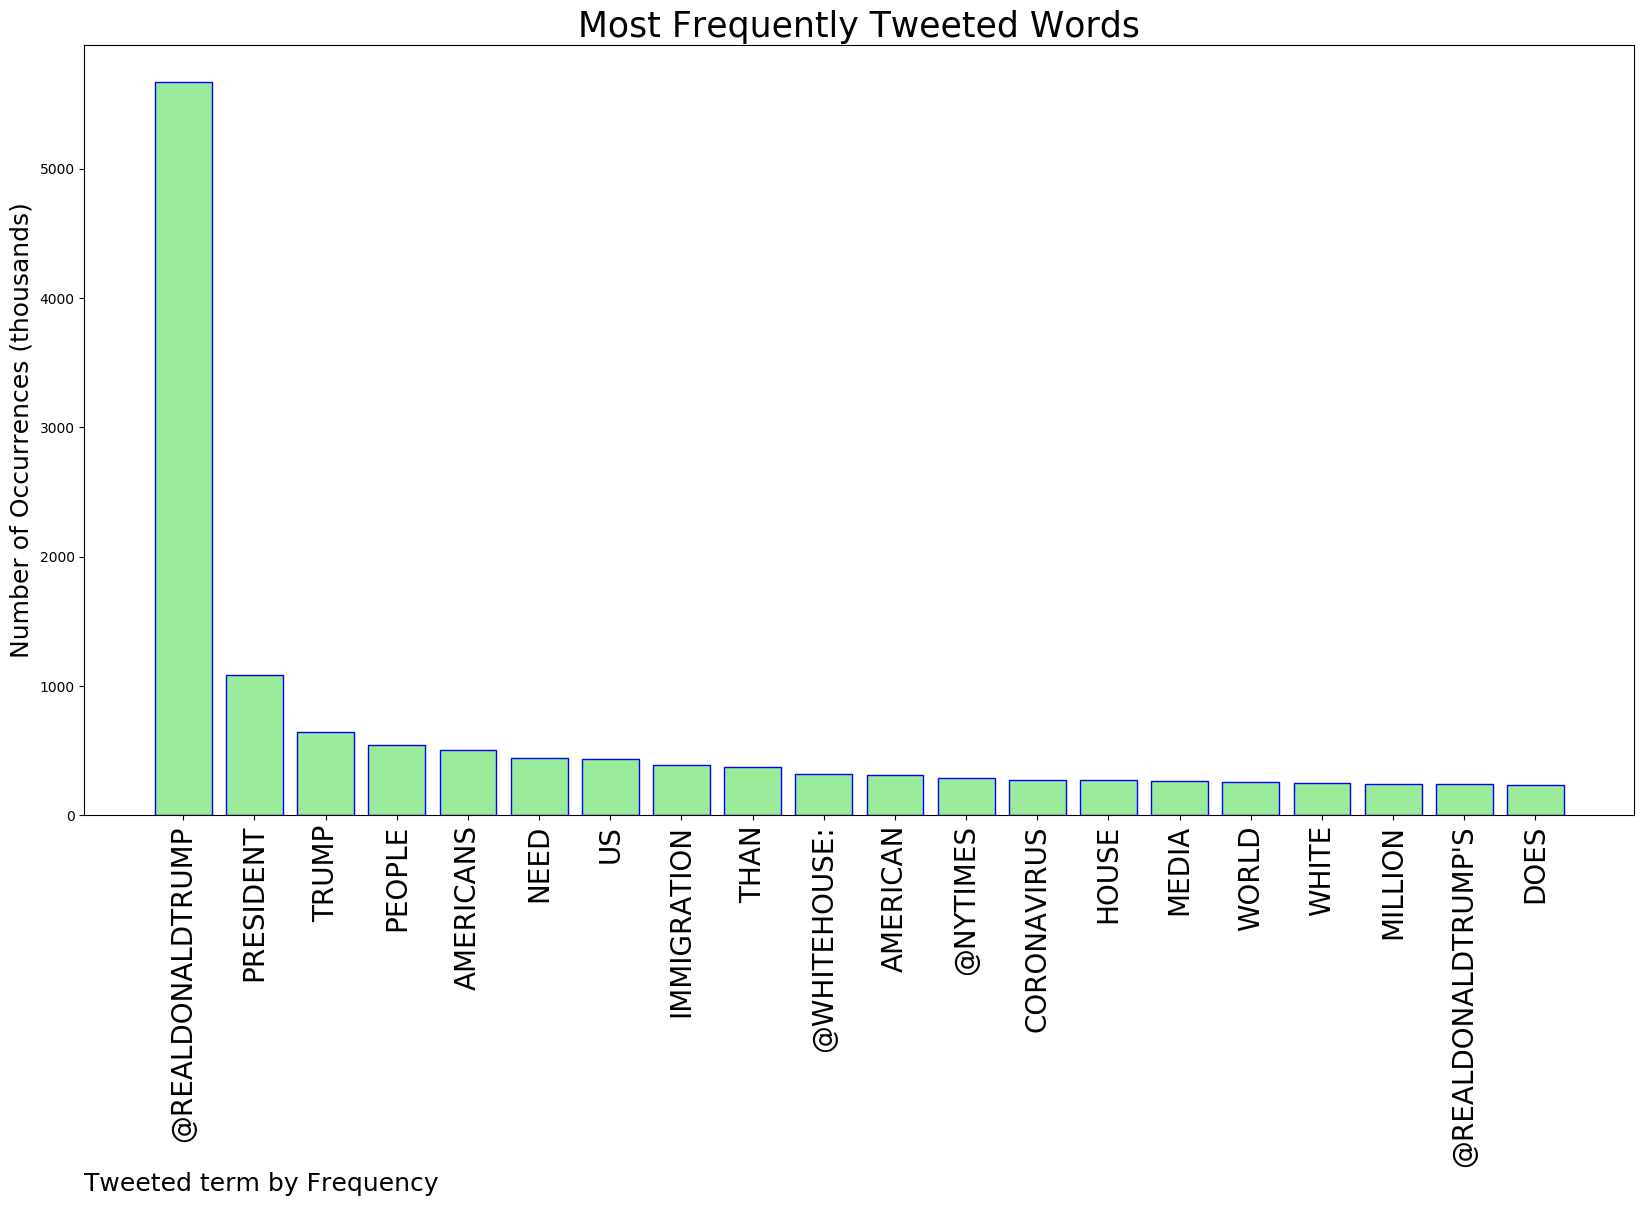 Most Frequently Tweeted Words
Number of Occurrences (thousands)
5000
4000
3000
2000
1000
0
@REALDONALDTRUMP
PRESIDENT
TRUMP
PEOPLE
AMERICANS
NEED
US
IMMIGRATION
THAN
@WHITEHOUSE:
AMERICAN
@NYTIMES
CORONAVIRUS
HOUSE
MEDIA
WORLD
WHITE
MILLION
@REALDONALDTRUMP'S
DOES
Tweeted term by Frequency